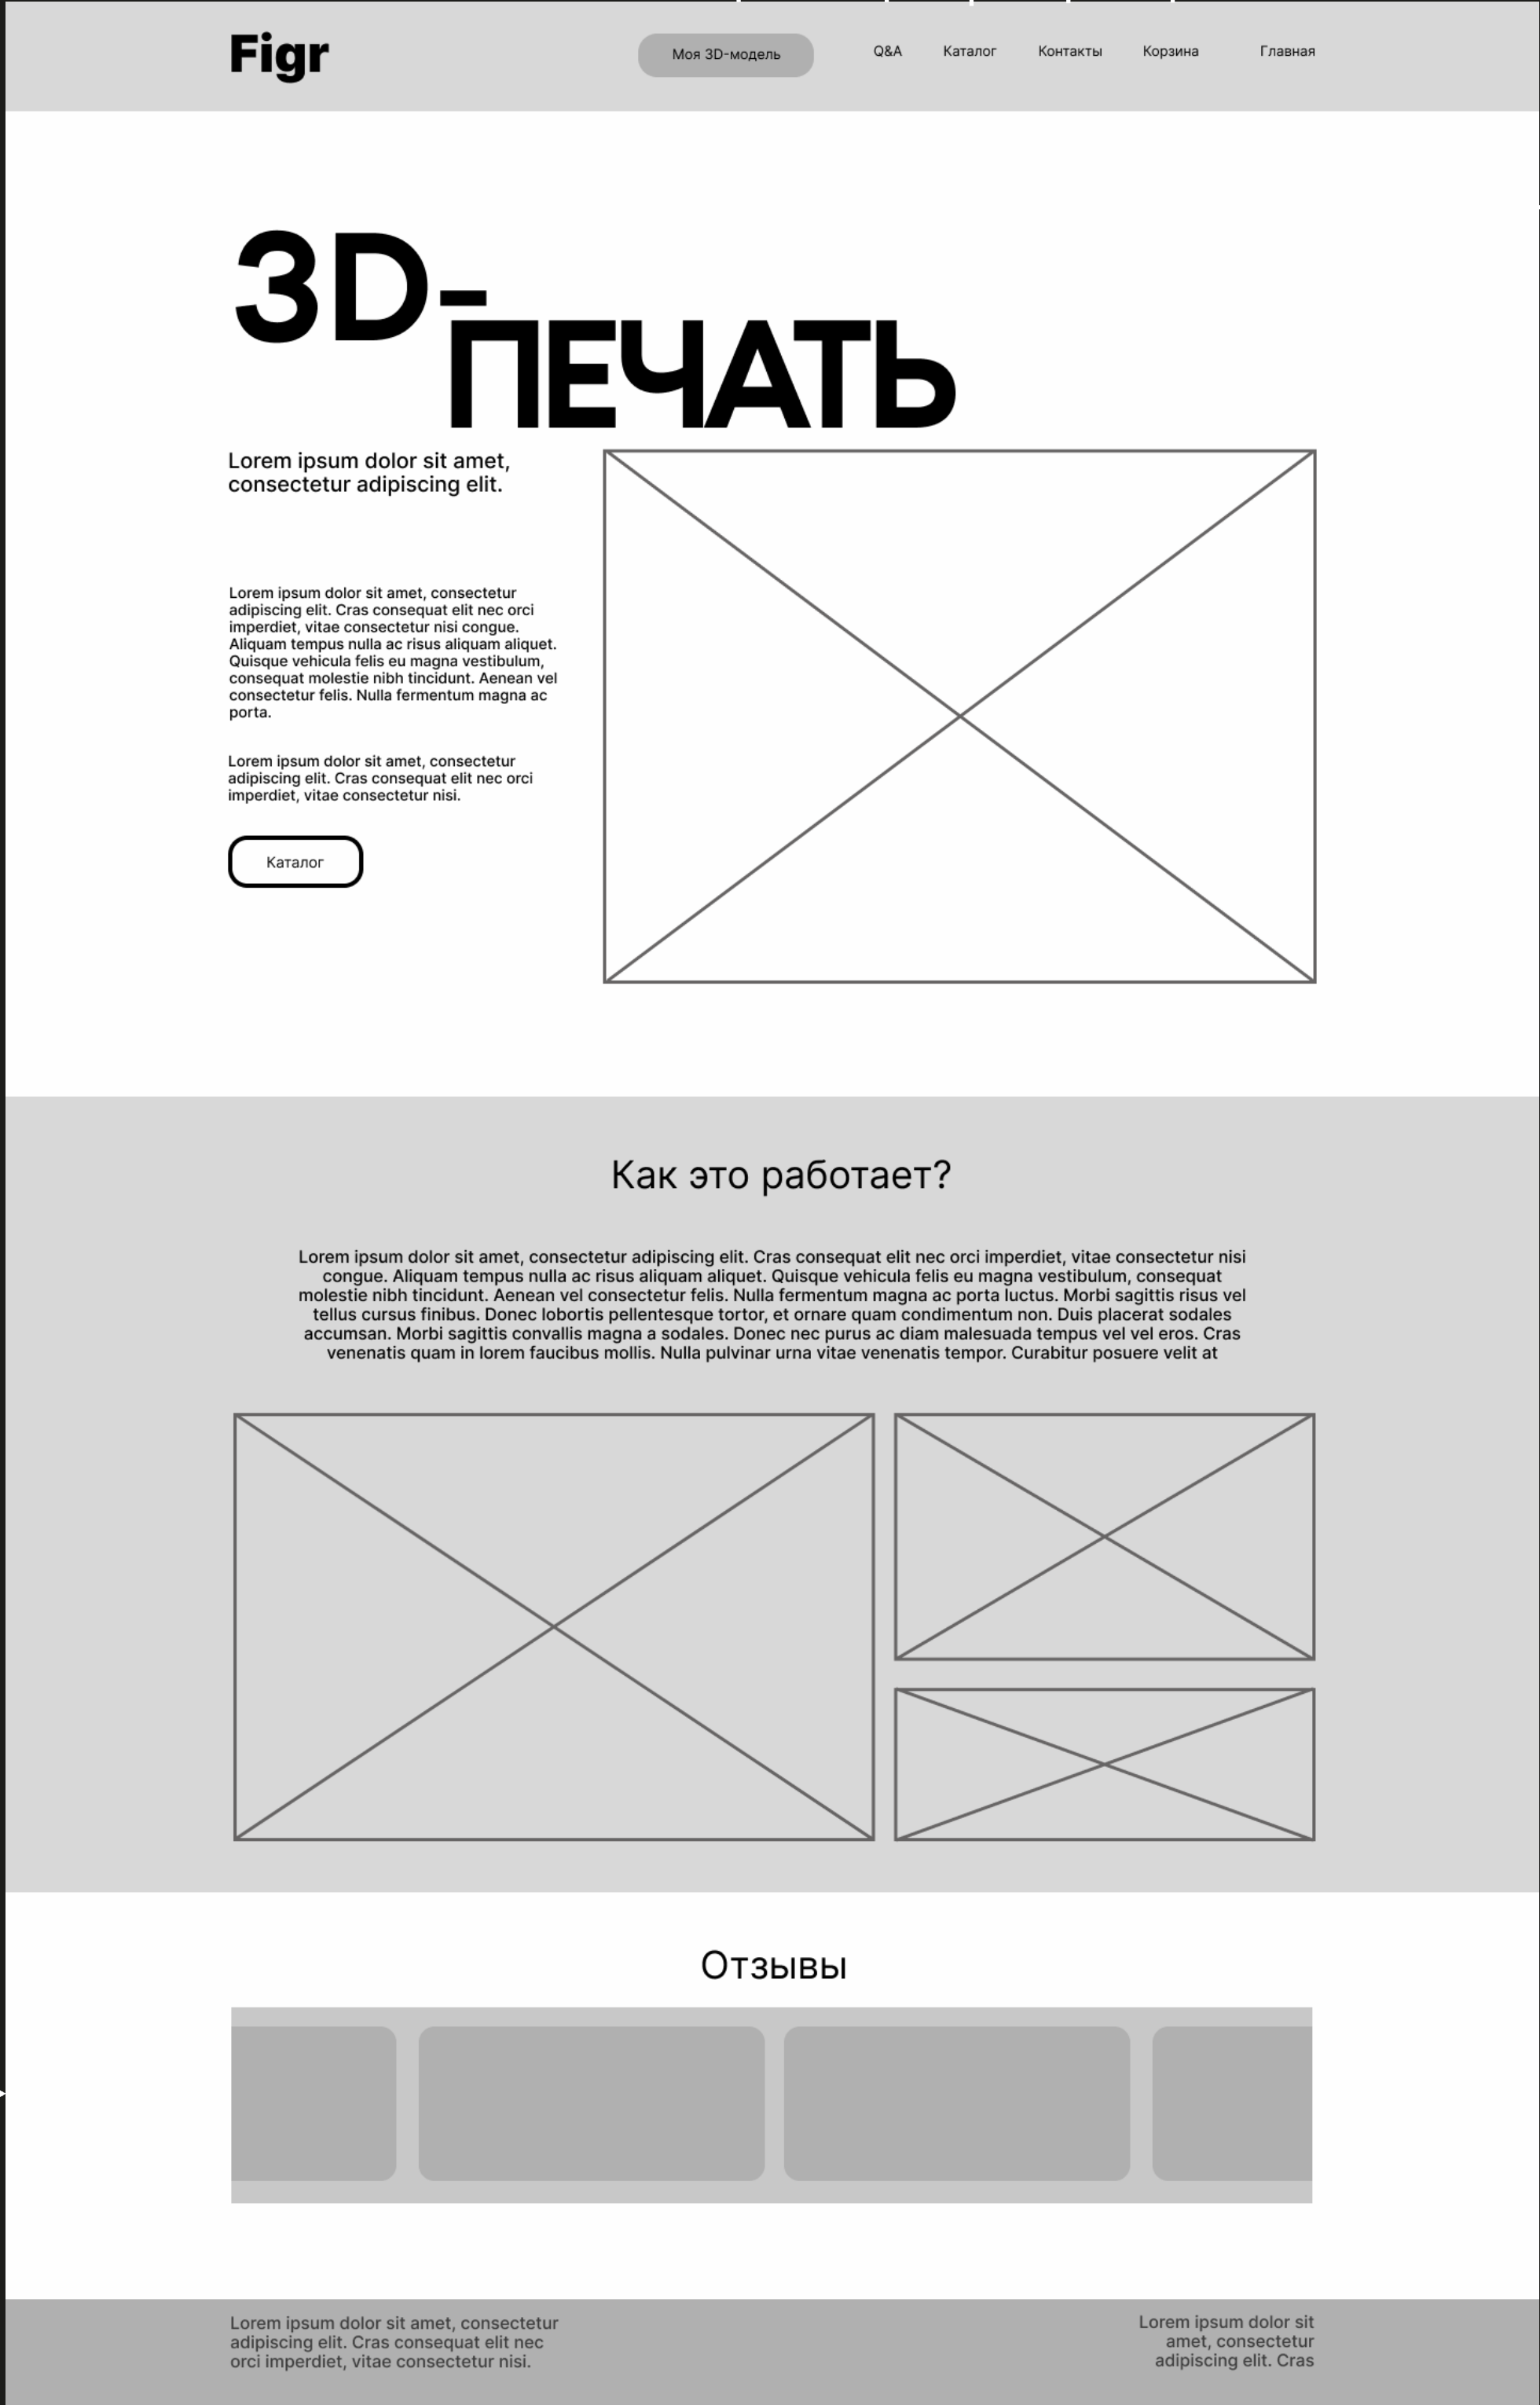 Figr
Моя 3D-модель
Q&A
Каталог
Контакты
Корзина
Главная
3D-
ПЕЧАТЬ
Lorem ipsum dolor sit amet,
consectetur adipiscing elit.
Lorem ipsum dolor sit amet, consectetur
adipiscing elit. Cras consequat elit nec orci
imperdiet, vitae consectetur nisi congue.
Aliquam tempus nulla ac risus aliquam aliquet.
Quisque vehicula felis eu magna vestibulum,
consequat molestie nibh tincidunt. Aenean vel
consectetur felis. Nulla fermentum magna ac
porta.
Lorem ipsum dolor sit amet, consectetur
adipiscing elit. Cras consequat elit nec orci
imperdiet, vitae consectetur nisi.
Каталог
Как это работает?
Lorem ipsum dolor sit amet, consectetur adipiscing elit. Cras consequat elit nec orci imperdiet, vitae consectetur nisi
congue. Aliquam tempus nulla ac risus aliquam aliquet. Quisque vehicula felis eu magna vestibulum, consequat
molestie nibh tincidunt. Aenean vel consectetur felis. Nulla fermentum magna ac porta luctus. Morbi sagittis risus vel
tellus cursus finibus. Donec lobortis pellentesque tortor, et ornare quam condimentum non. Duis placerat sodales
accumsan. Morbi sagittis convallis magna a sodales. Donec nec purus ac diam malesuada tempus vel vel eros. Cras
venenatis quam in lorem faucibus mollis. Nulla pulvinar urna vitae venenatis tempor. Curabitur posuere velit at
Отзывы
Lorem ipsum dolor sit amet, consectetur
adipiscing elit. Cras consequat elit nec
orci imperdiet, vitae consectetur nisi.
Lorem ipsum dolor sit
amet, consectetur
adipiscing elit. Cras